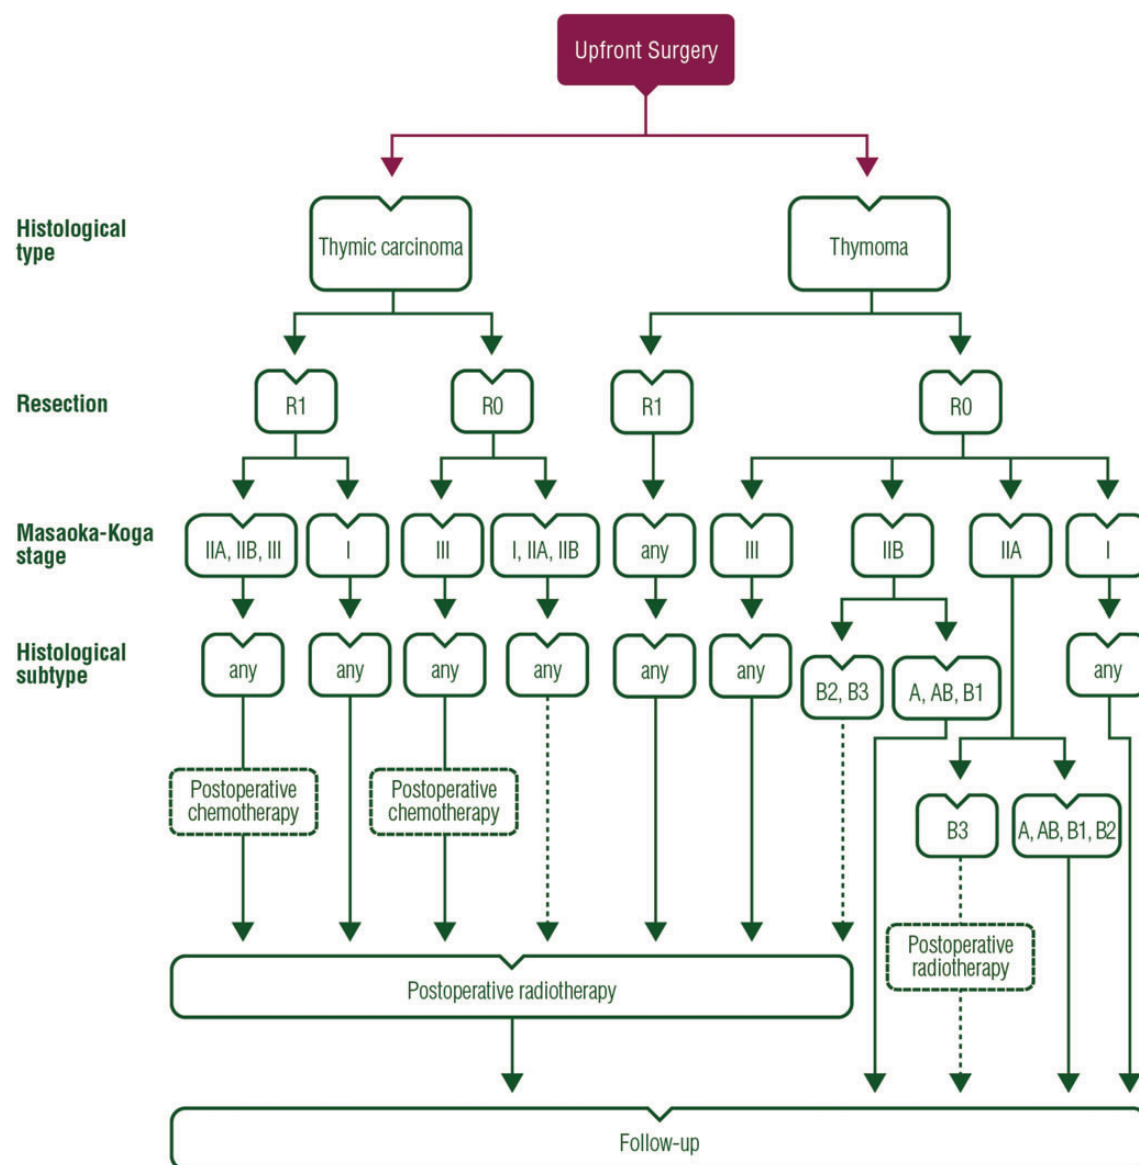 Upfront Surgery
Histological
type
Thymic carcinoma
Thymoma
Resection
R1
R0
R1
R0
Masaoka-Koga
stage
IIA, IIB, III
I
III
I, IIA, IIB
any
III
IIB
IIA
I
Histological
subtype
any
any
any
any
any
any
B2, B3
A, AB, B1
any
Postoperative
chemotherapy
Postoperative
chemotherapy
B3
A, AB, B1, B2
Postoperative
radiotherapy
Postoperative radiotherapy
Follow-up